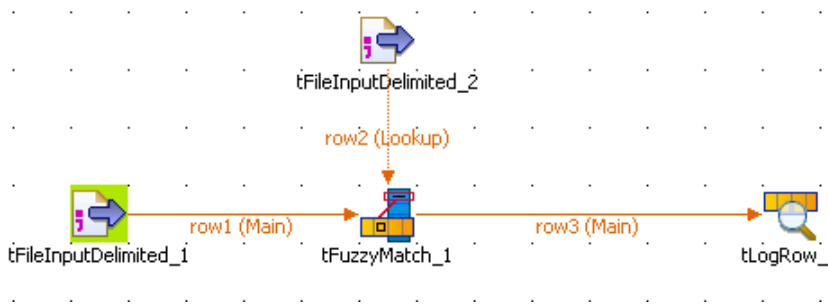 tFileInputDelimited_2
row2 (Lookup)
row1 (Main)
row3 (Main)
tFileInputDelimited_1
tFuzzyMatch_1
tLogRow_